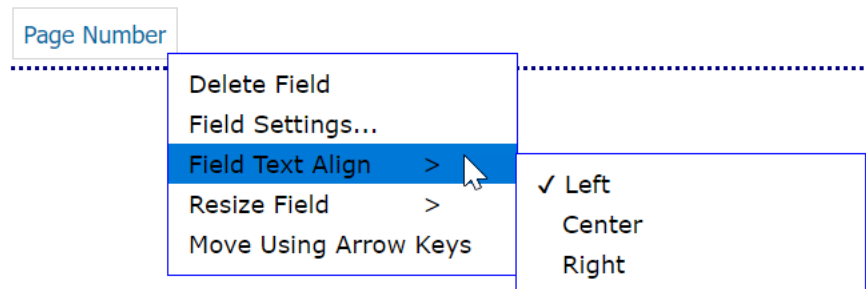 Page Number
Delete Field
Field Settings...
Field Text Align >
Resize Field >
Move Using Arrow Keys
✓ Left
Center
Right